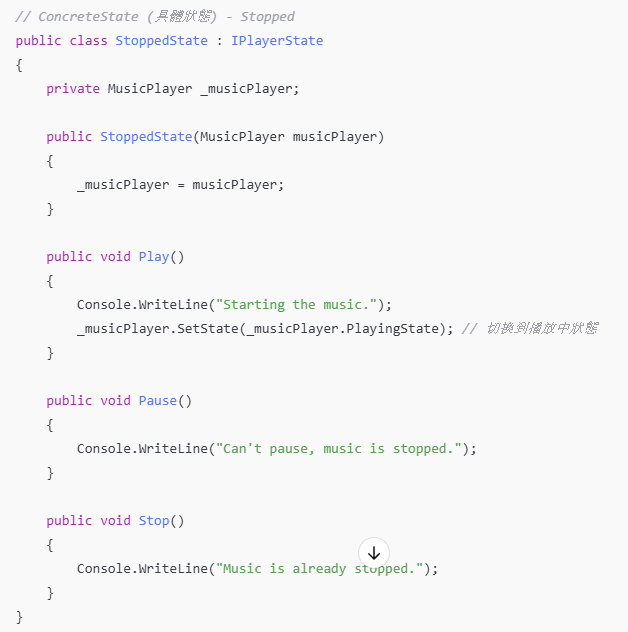 // ConcreteState (具體狀態) - Stopped
public class StoppedState : IPlayerState
{
    private MusicPlayer _musicPlayer;

    public StoppedState(MusicPlayer musicPlayer)
    {
        _musicPlayer = musicPlayer;
    }

    public void Play()
    {
        Console.WriteLine("Starting the music.");
        _musicPlayer.SetState(_musicPlayer.PlayingState); // 切換到播放中狀態
    }

    public void Pause()
    {
        Console.WriteLine("Can't pause, music is stopped.");
    }

    public void Stop()
    {
        Console.WriteLine("Music is already stopped.");
    }
}